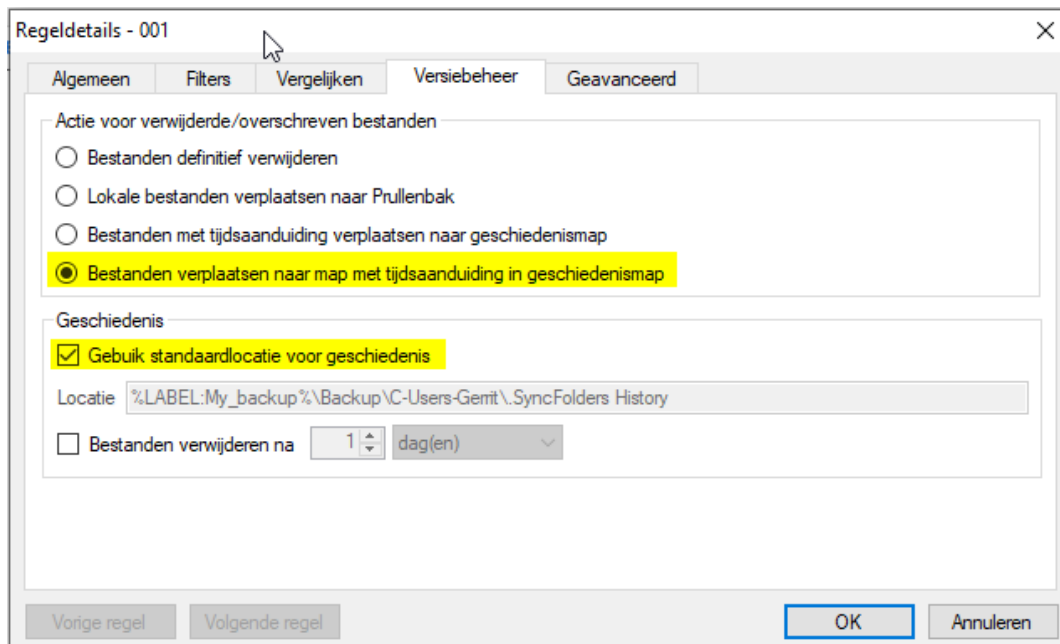 Regeldetails - 001
Algemeen Filters Vergelijken Versiebeheer Geavanceerd
Actie voor verwijderde/overschreven bestanden
Bestanden definitief verwijderen
Lokale bestanden verplaatsen naar Prullenbak
Bestanden met tijdsaanduiding verplaatsen naar geschiedenismap
Bestanden verplaatsen naar map met tijdsaanduiding in geschiedenismap
Geschiedenis
Gebuik standaardlocatie voor geschiedenis
Locatie %LABEL:My_backup%\Backup\C-Users-Gerrit\.SyncFolders History
Bestanden verwijderen na 1 dag(en)
Vorige regel Volgende regel OK Annuleren